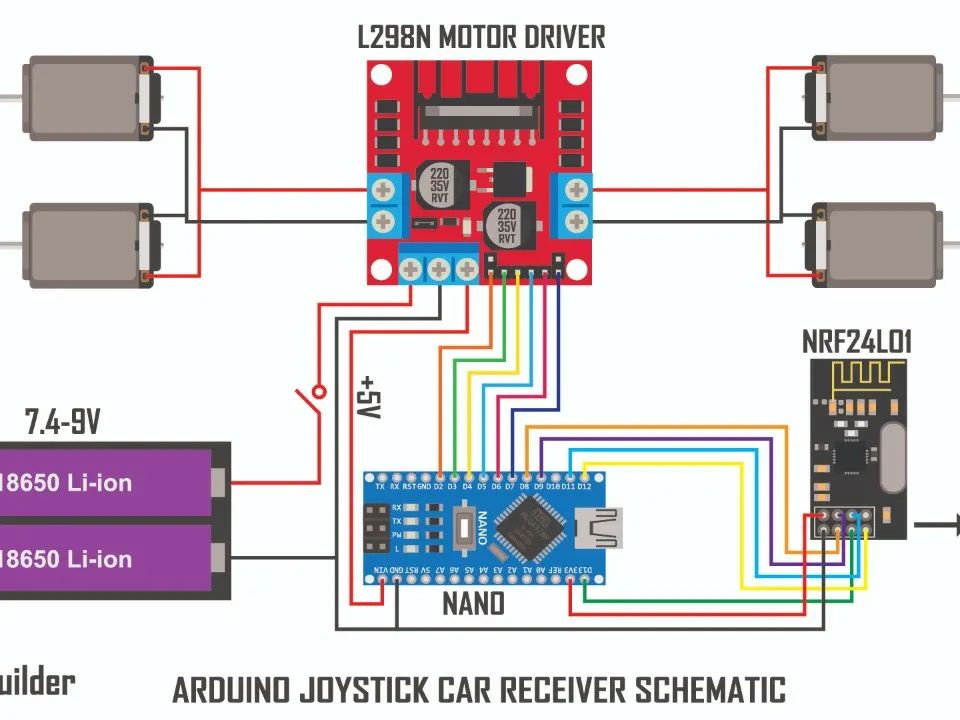 L298N MOTOR DRIVER
220
35V
RVT
220
35V
RVT
NRF24L01
+5V
7.4-9V
18650 Li-ion
18650 Li-ion
TX RX RST GND D2 D3 D4 D5 D6 D7 D8 D9 D10 D11 D12
RX
TX
PW
L
NANO
VIN GND RST 5V A7 A6 A5 A4 A3 A2 A1 A0 REF 3V3 D13
NANO
uilder
ARDUINO JOYSTICK CAR RECEIVER SCHEMATIC